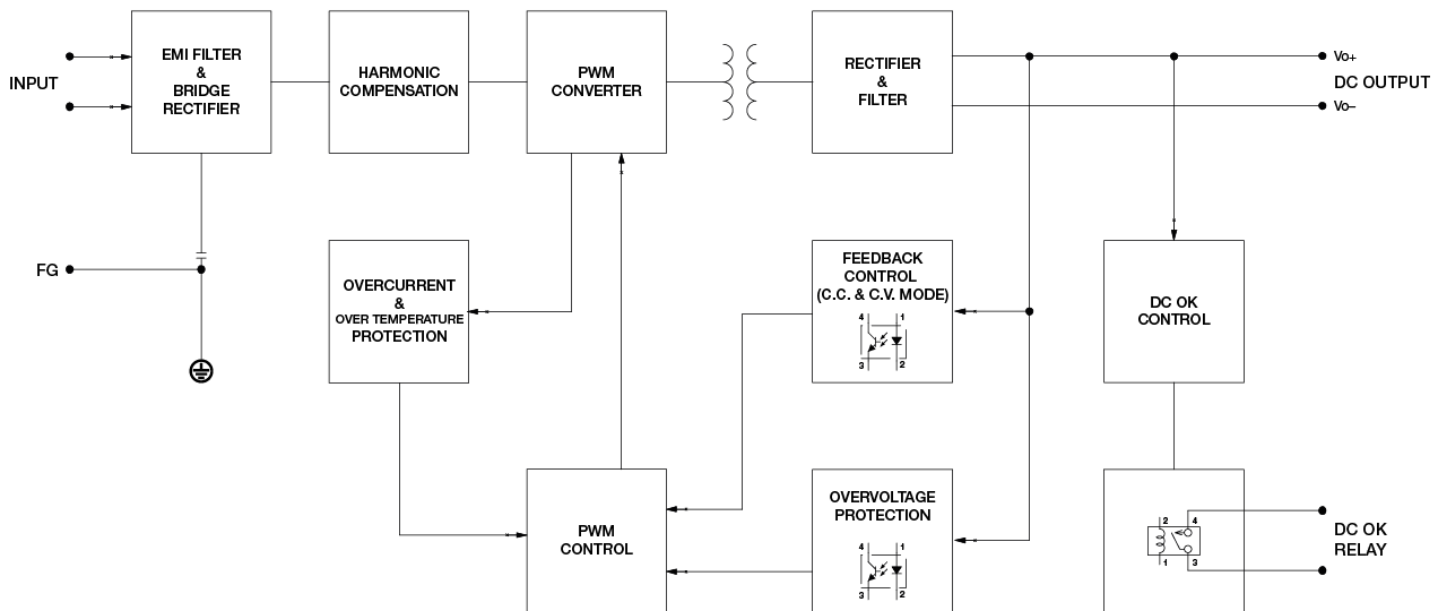 INPUT
EMI FILTER
&
BRIDGE
RECTIFIER
HARMONIC
COMPENSATION
PWM
CONVERTER
RECTIFIER
&
FILTER
Vo+
DC OUTPUT
Vo–
FG
OVERCURRENT
&
OVER TEMPERATURE
PROTECTION
FEEDBACK
CONTROL
(C.C. & C.V. MODE)
4 1
3 2
DC OK
CONTROL
PWM
CONTROL
OVERVOLTAGE
PROTECTION
4 1
3 2
2 4
1 3
DC OK
RELAY